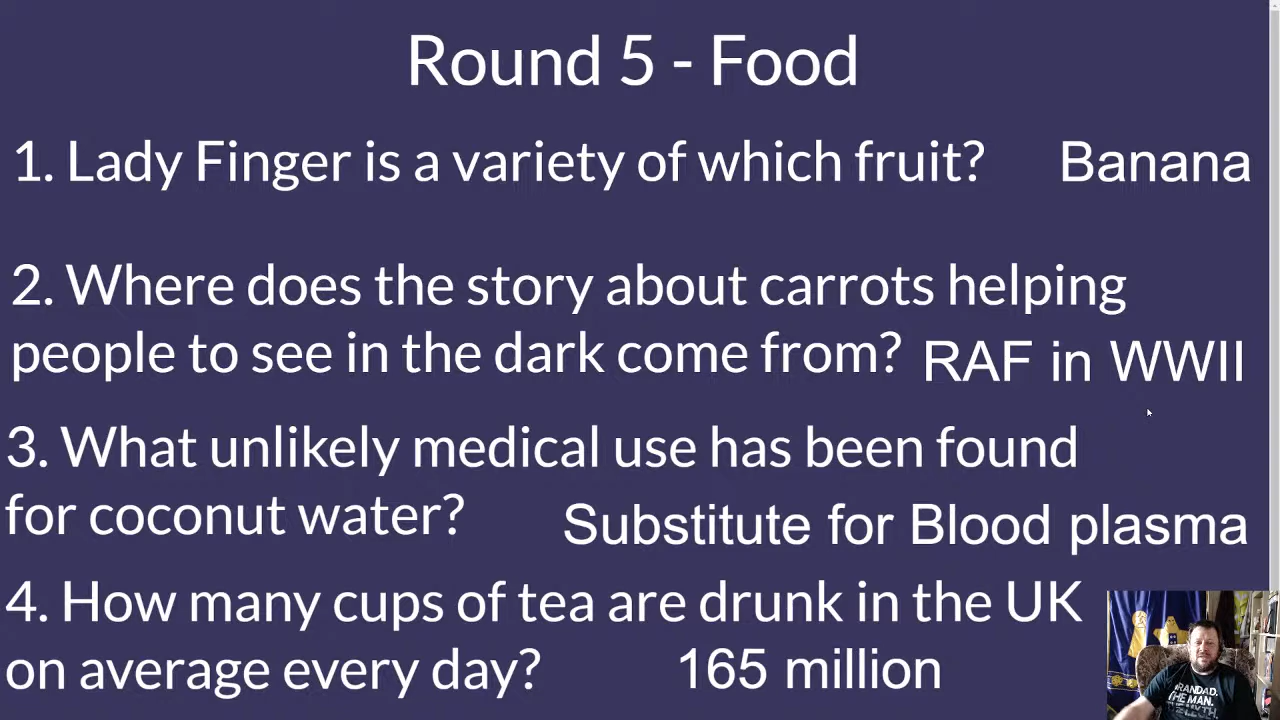 Round 5 - Food
1. Lady Finger is a variety of which fruit? Banana
2. Where does the story about carrots helping
people to see in the dark come from? RAF in WWII
3. What unlikely medical use has been found
for coconut water? Substitute for Blood plasma
4. How many cups of tea are drunk in the UK
on average every day? 165 million
THE MAN.